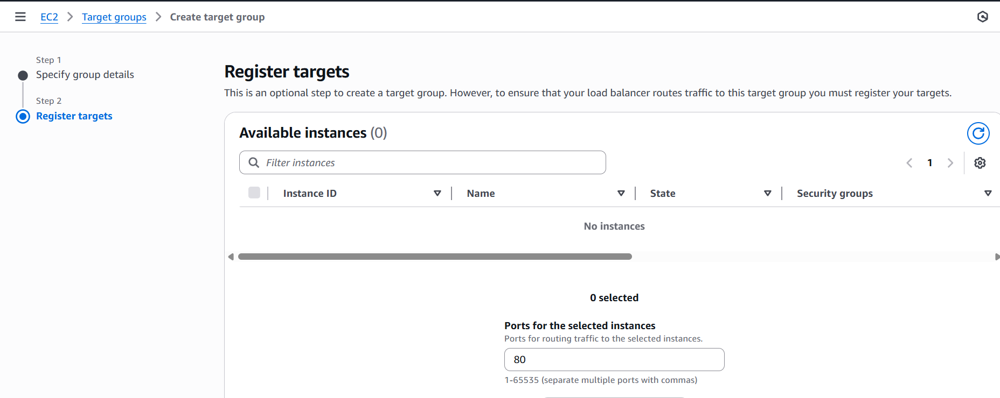 EC2 Target groups Create target group
Step 1
Specify group details
Step 2
Register targets
Register targets
This is an optional step to create a target group. However, to ensure that your load balancer routes traffic to this target group you must register your targets.
Available instances (0)
Filter instances
1
Instance ID Name State Security groups
No instances
0 selected
Ports for the selected instances
Ports for routing traffic to the selected instances.
80
1-65535 (separate multiple ports with commas)